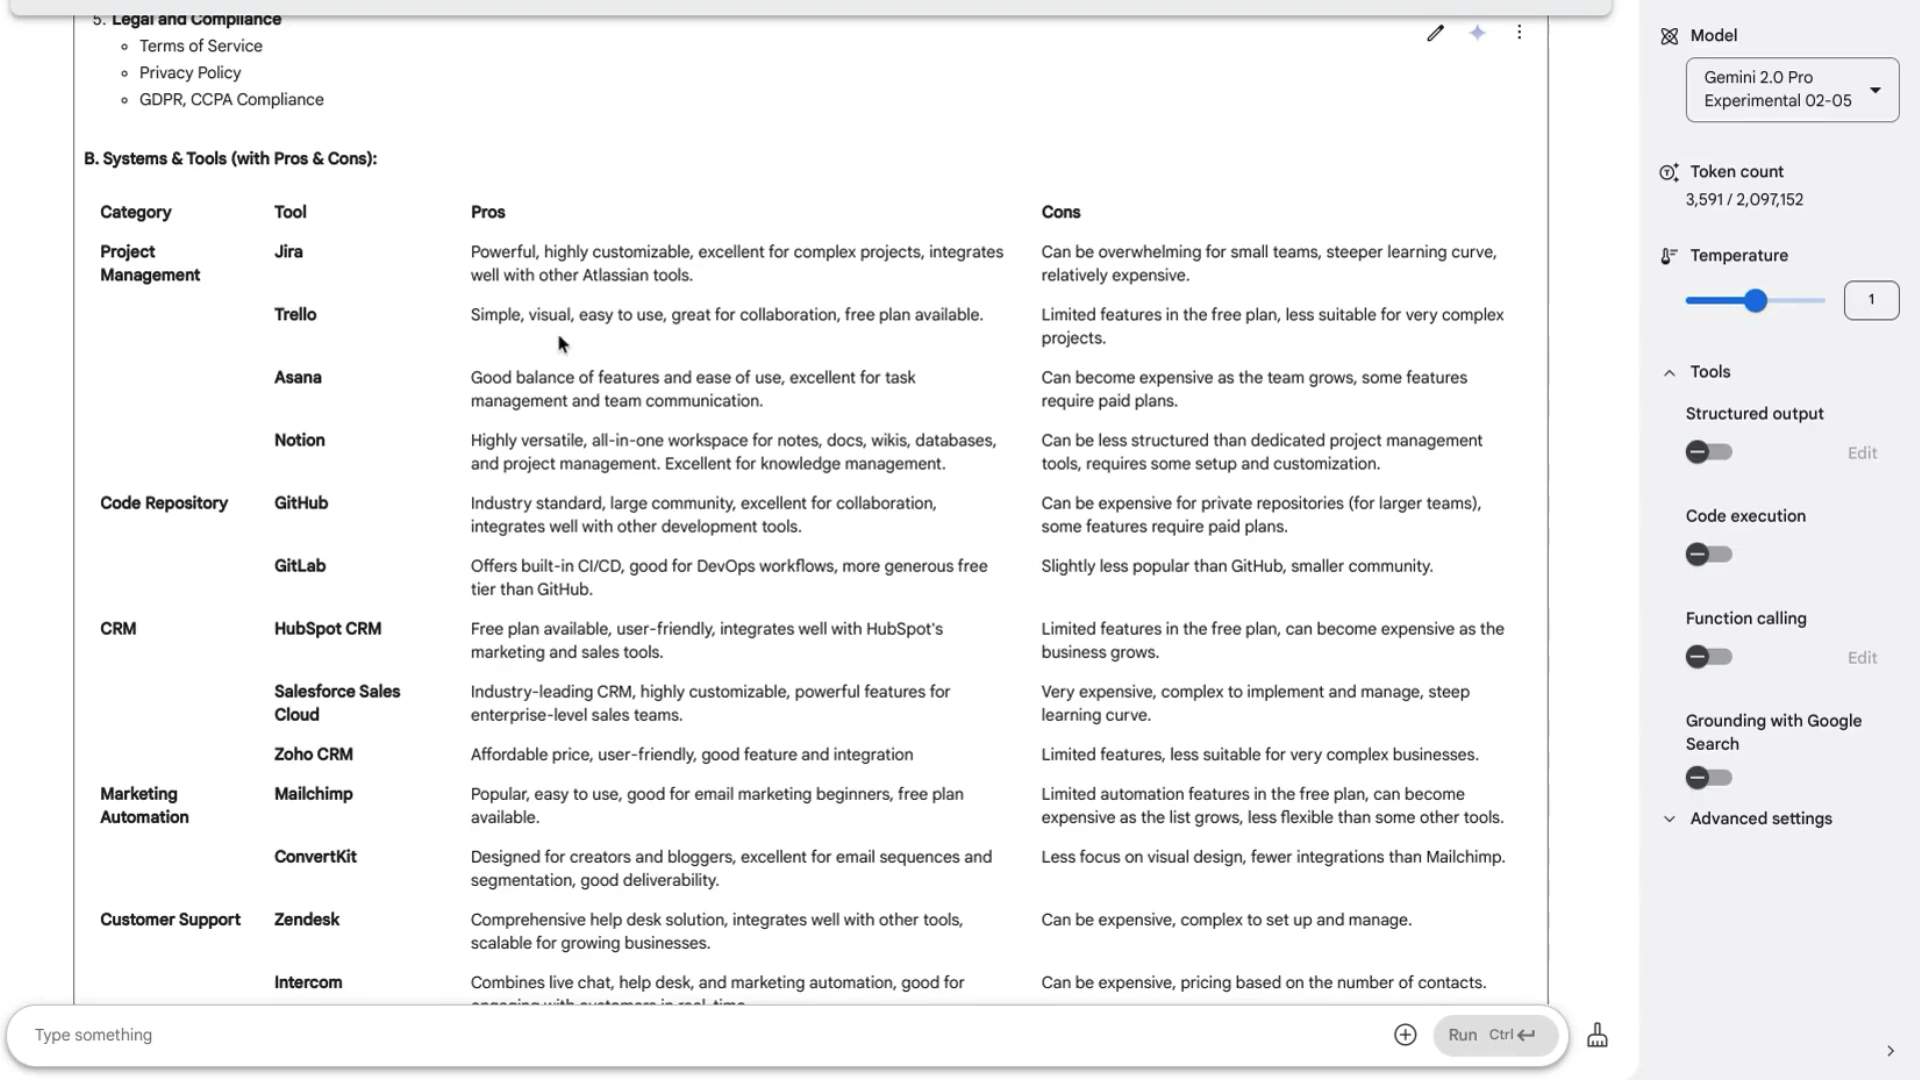 5. Legal and Compliance
Terms of Service
Privacy Policy
GDPR, CCPA Compliance
B. Systems & Tools (with Pros & Cons):
Category Tool Pros Cons
Project Management Jira Powerful, highly customizable, excellent for complex projects, integrates Can be overwhelming for small teams, steeper learning curve,
well with other Atlassian tools. relatively expensive.
Trello Simple, visual, easy to use, great for collaboration, free plan available. Limited features in the free plan, less suitable for very complex
projects.
Asana Good balance of features and ease of use, excellent for task Can become expensive as the team grows, some features
management and team communication. require paid plans.
Notion Highly versatile, all-in-one workspace for notes, docs, wikis, databases, Can be less structured than dedicated project management
and project management. Excellent for knowledge management. tools, requires some setup and customization.
Code Repository GitHub Industry standard, large community, excellent for collaboration, Can be expensive for private repositories (for larger teams),
integrates well with other development tools. some features require paid plans.
GitLab Offers built-in CI/CD, good for DevOps workflows, more generous free Slightly less popular than GitHub, smaller community.
tier than GitHub.
CRM HubSpot CRM Free plan available, user-friendly, integrates well with HubSpot's Limited features in the free plan, can become expensive as the
marketing and sales tools. business grows.
Salesforce Sales Industry-leading CRM, highly customizable, powerful features for Very expensive, complex to implement and manage, steep
Cloud enterprise-level sales teams. learning curve.
Zoho CRM Affordable price, user-friendly, good feature and integration Limited features, less suitable for very complex businesses.
Marketing Mailchimp Popular, easy to use, good for email marketing beginners, free plan Limited automation features in the free plan, can become
Automation available. expensive as the list grows, less flexible than some other tools.
ConvertKit Designed for creators and bloggers, excellent for email sequences and Less focus on visual design, fewer integrations than Mailchimp.
segmentation, good deliverability.
Customer Support Zendesk Comprehensive help desk solution, integrates well with other tools, Can be expensive, complex to set up and manage.
scalable for growing businesses.
Intercom Combines live chat, help desk, and marketing automation, good for Can be expensive, pricing based on the number of contacts.
engaging with customers in real-time.
Type something
Run Ctrl
Model
Gemini 2.0 Pro
Experimental 02-05
Token count
3,591 / 2,097,152
Temperature
1
Tools
Structured output
Edit
Code execution
Function calling
Edit
Grounding with Google
Search
Advanced settings